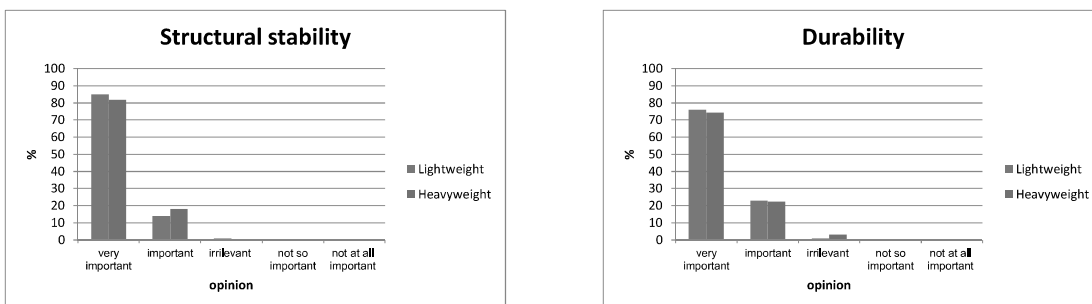 Structural stability
100
90
80
70
60
50
40
30
20
10
0
%
very important
important
irrilevant
not so important
not at all important
opinion
Lightweight
Heavyweight
Durability
100
90
80
70
60
50
40
30
20
10
0
%
very important
important
irrilevant
not so important
not at all important
opinion
Lightweight
Heavyweight